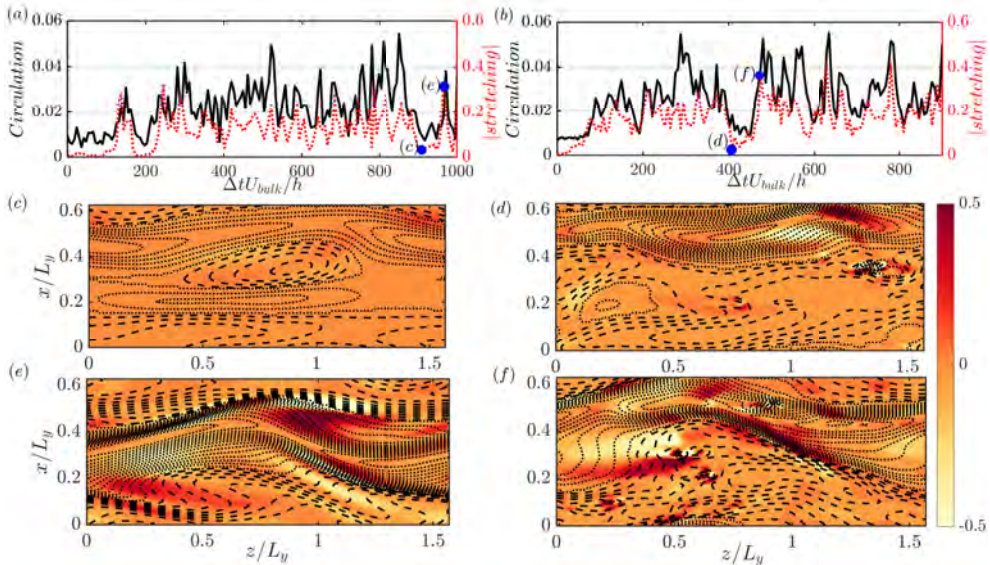 (a)
0.06
0.04
0.02
0
Circulation
0.6
0.4
0.2
0
|stretching|
(e)
(c)
0 200 400 600 800 1000
ΔtU_bulk/h
(b)
0.06
0.04
0.02
0
Circulation
0.6
0.4
0.2
0
|stretching|
(f)
(d)
0 200 400 600 800
ΔtU_bulk/h
(c)
0.6
0.4
0.2
0
x/L_y
0 0.5 1 1.5
(d)
0.6
0.4
0.2
0
0 0.5 1 1.5
0.5
0
-0.5
(e)
0.6
0.4
0.2
0
x/L_y
0 0.5 1 1.5
z/L_y
(f)
0.6
0.4
0.2
0
0 0.5 1 1.5
z/L_y